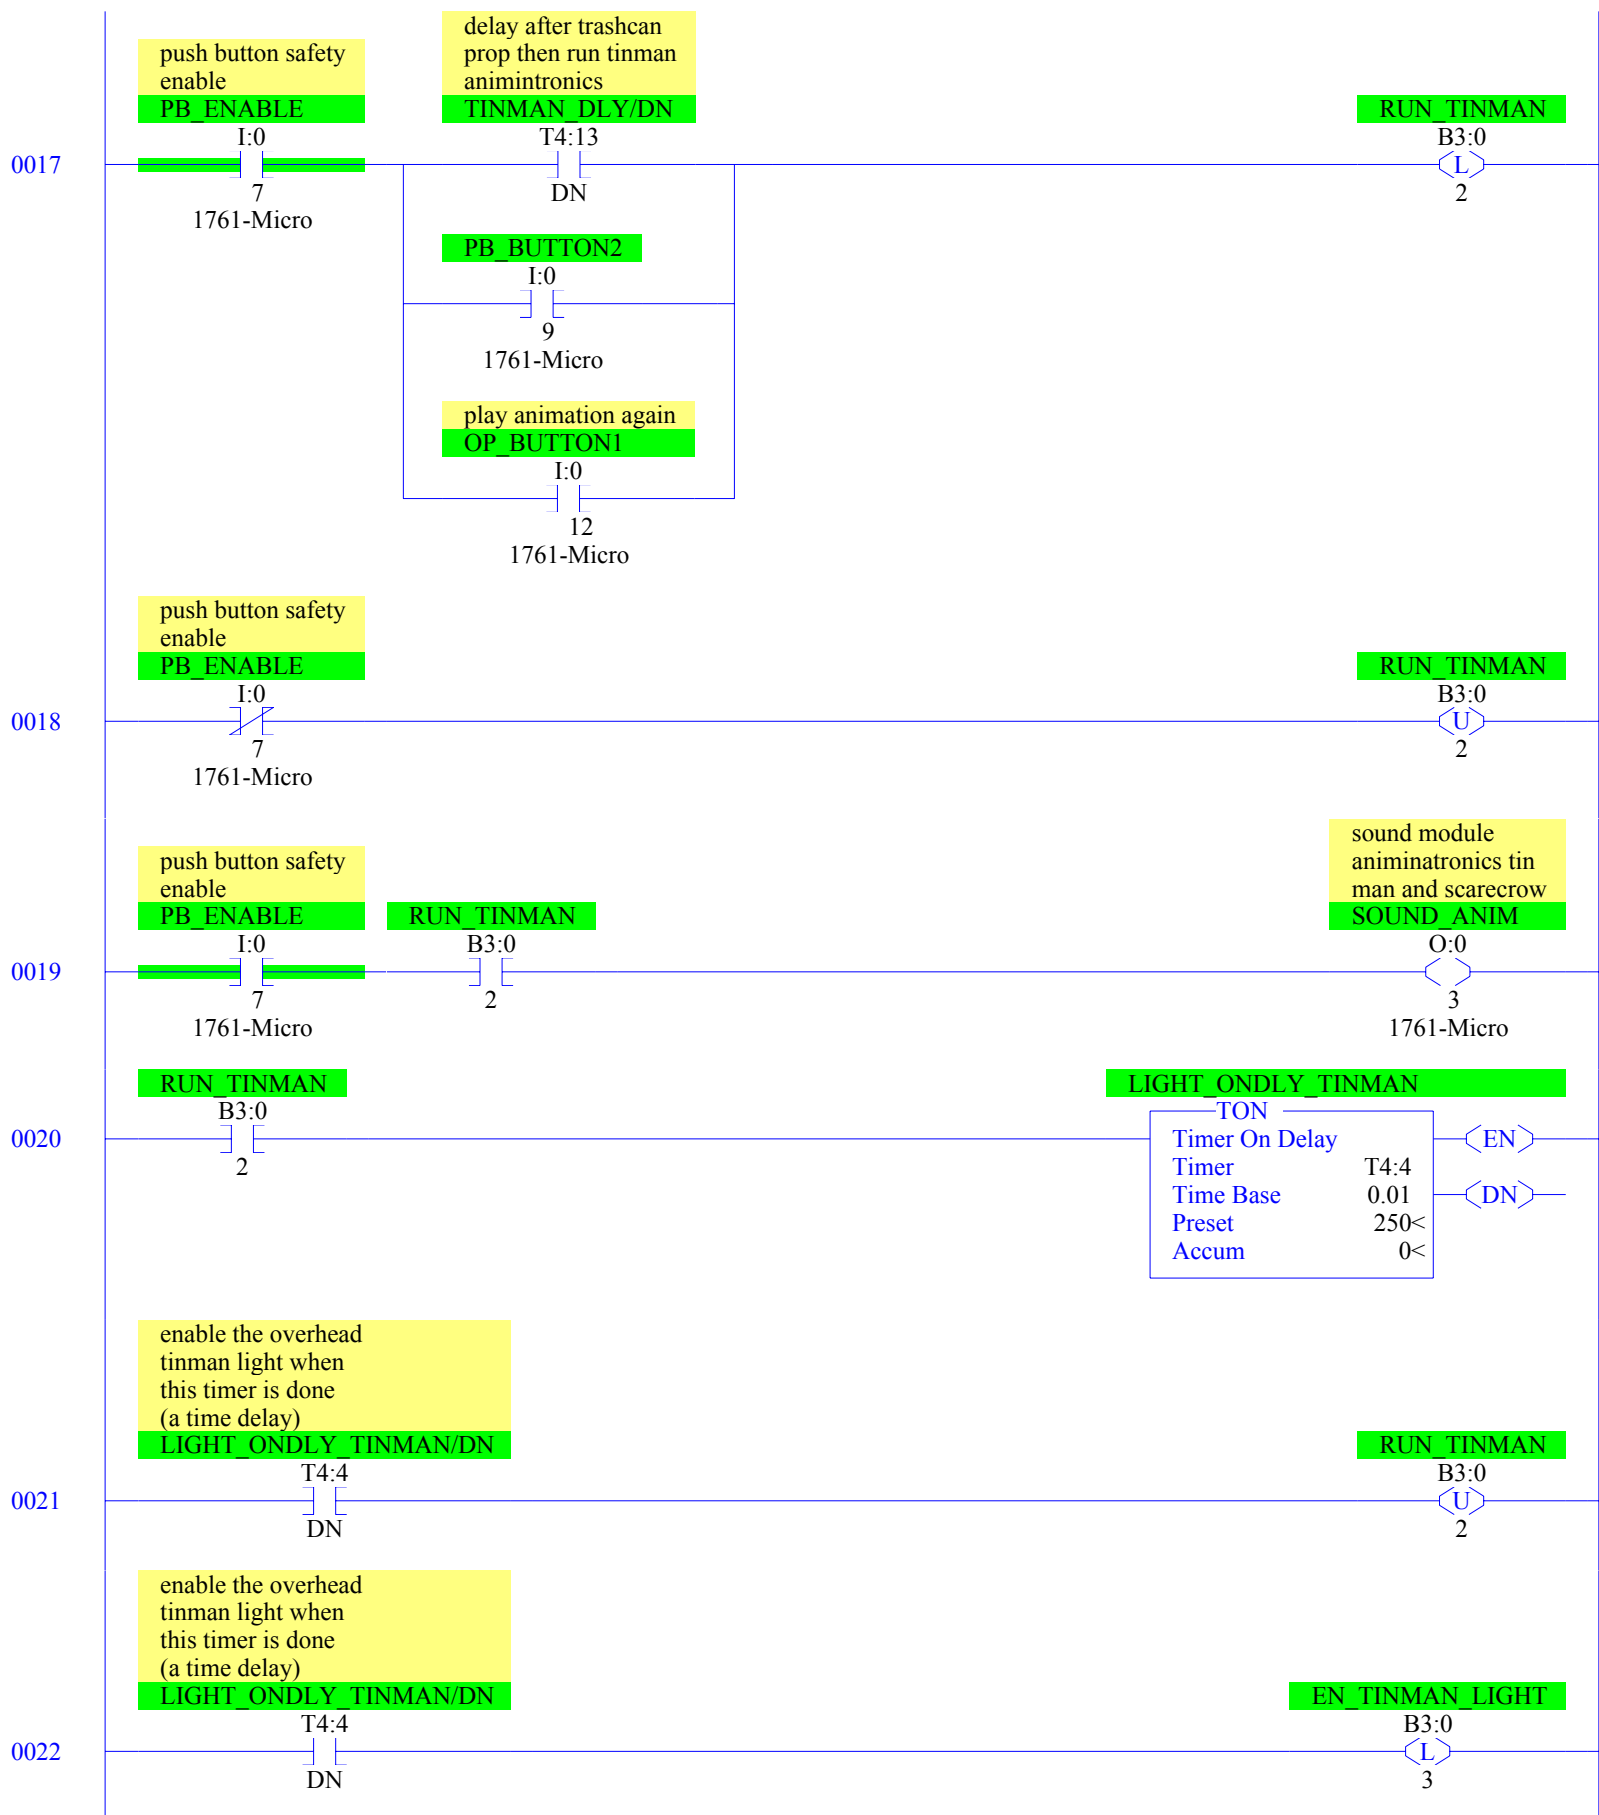 push button safety
enable
PB_ENABLE
I:0
7
1761-Micro
delay after trashcan
prop then run tinman
animintronics
TINMAN_DLY/DN
T4:13
DN
RUN_TINMAN
B3:0
L
2
0017
PB_BUTTON2
I:0
9
1761-Micro
play animation again
OP_BUTTON1
I:0
12
1761-Micro
push button safety
enable
PB_ENABLE
I:0
7
1761-Micro
RUN_TINMAN
B3:0
U
2
0018
push button safety
enable
PB_ENABLE
I:0
7
1761-Micro
RUN_TINMAN
B3:0
2
sound module
animinatronics tin
man and scarecrow
SOUND_ANIM
O:0
3
1761-Micro
0019
RUN_TINMAN
B3:0
2
LIGHT_ONDLY_TINMAN
TON
Timer On Delay
Timer T4:4
Time Base 0.01
Preset 250<
Accum 0<
EN
DN
0020
enable the overhead
tinman light when
this timer is done
(a time delay)
LIGHT_ONDLY_TINMAN/DN
T4:4
DN
RUN_TINMAN
B3:0
U
2
0021
enable the overhead
tinman light when
this timer is done
(a time delay)
LIGHT_ONDLY_TINMAN/DN
T4:4
DN
EN_TINMAN_LIGHT
B3:0
L
3
0022